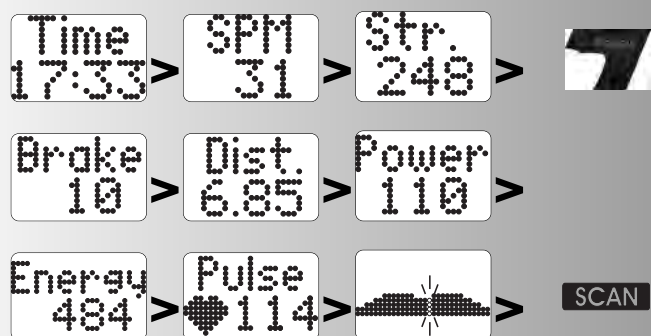 Time
17:33
>
SPM
31
>
Str.
248
>
Brake
10
>
Dist.
6.85
>
Power
110
>
Energy
484
>
Pulse
114
>
>
SCAN